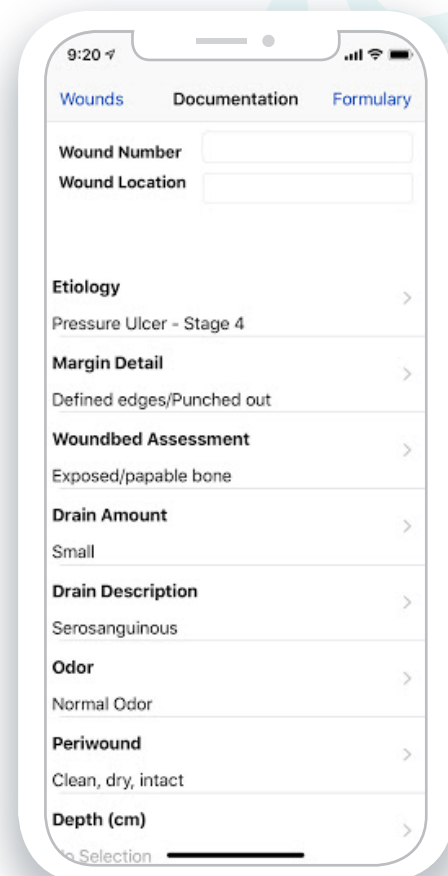 9:20
Wounds Documentation Formulary
Wound Number
Wound Location
Etiology
Pressure Ulcer - Stage 4
Margin Detail
Defined edges/Punched out
Woundbed Assessment
Exposed/papable bone
Drain Amount
Small
Drain Description
Serosanguinous
Odor
Normal Odor
Periwound
Clean, dry, intact
Depth (cm)
No Selection